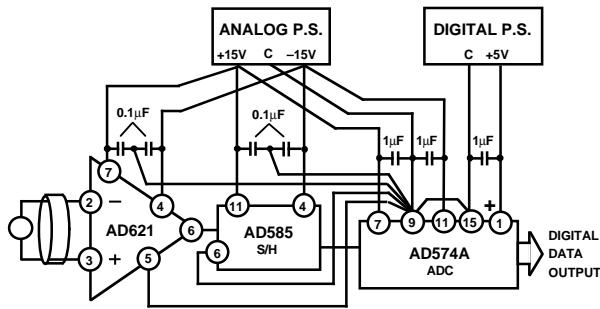 ANALOG P.S.
+15V C –15V
DIGITAL P.S.
C +5V
0.1µF 0.1µF 1µF 1µF 1µF
7
2 –
AD621
3 +
4
5
6
11 4
AD585
S/H
6
7 9 11 15 + 1
AD574A
ADC
DIGITAL
DATA
OUTPUT